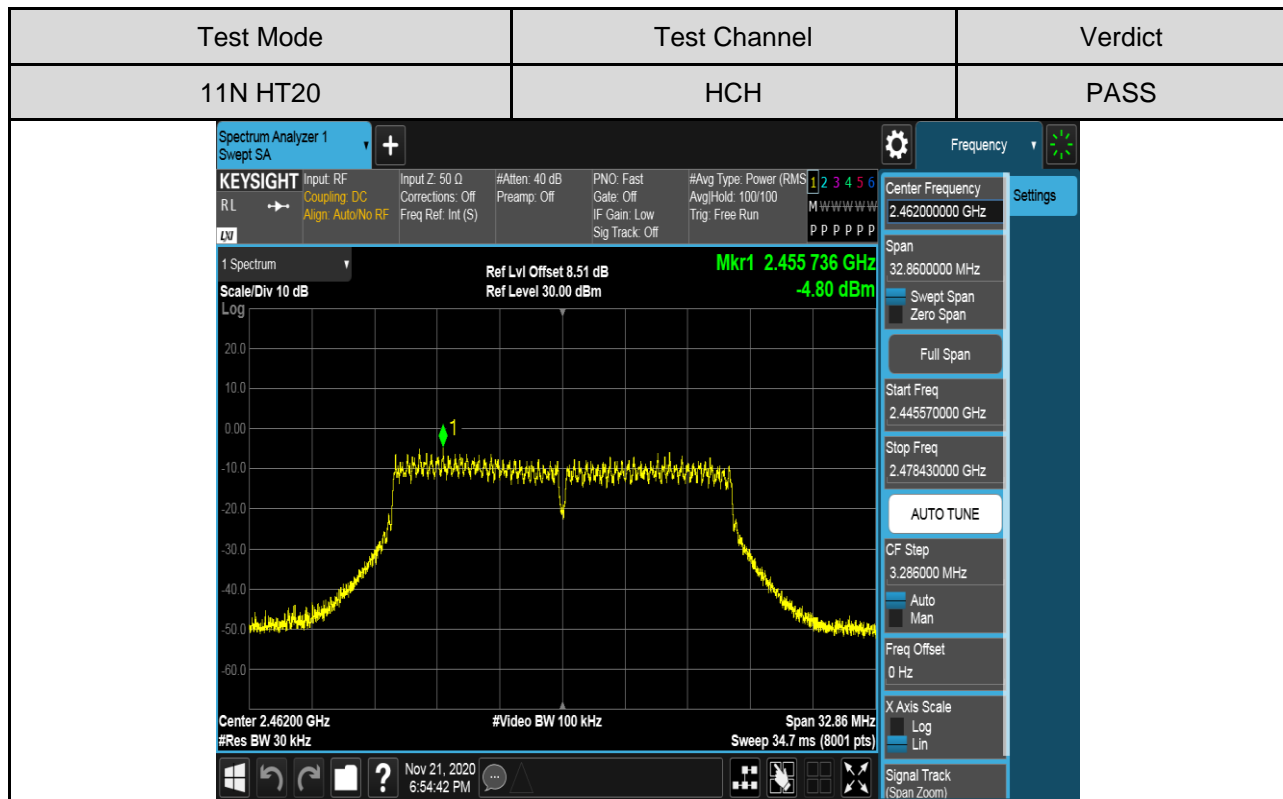 Test Mode Test Channel Verdict
11N HT20 HCH PASS
Spectrum Analyzer 1
Swept SA
+
Frequency
KEYSIGHT Input: RF Input Z: 50 Ω #Atten: 40 dB PNO: Fast #Avg Type: Power (RMS 1 2 3 4 5 6
RL Coupling: DC Corrections: Off Preamp: Off Gate: Off Avg|Hold: 100/100 M W W W W W
Align: Auto/No RF Freq Ref: Int (S) IF Gain: Low Trig: Free Run
LXI Sig Track: Off P P P P P P
1 Spectrum Ref Lvl Offset 8.51 dB Mkr1 2.455 736 GHz
Scale/Div 10 dB Ref Level 30.00 dBm -4.80 dBm
Log
20.0
10.0
0.00
1
-10.0
-20.0
-30.0
-40.0
-50.0
-60.0
Center 2.46200 GHz #Video BW 100 kHz Span 32.86 MHz
#Res BW 30 kHz Sweep 34.7 ms (8001 pts)
? Nov 21, 2020
6:54:42 PM
Settings
Center Frequency
2.462000000 GHz
Span
32.8600000 MHz
Swept Span
Zero Span
Full Span
Start Freq
2.445570000 GHz
Stop Freq
2.478430000 GHz
AUTO TUNE
CF Step
3.286000 MHz
Auto
Man
Freq Offset
0 Hz
X Axis Scale
Log
Lin
Signal Track
(Span Zoom)